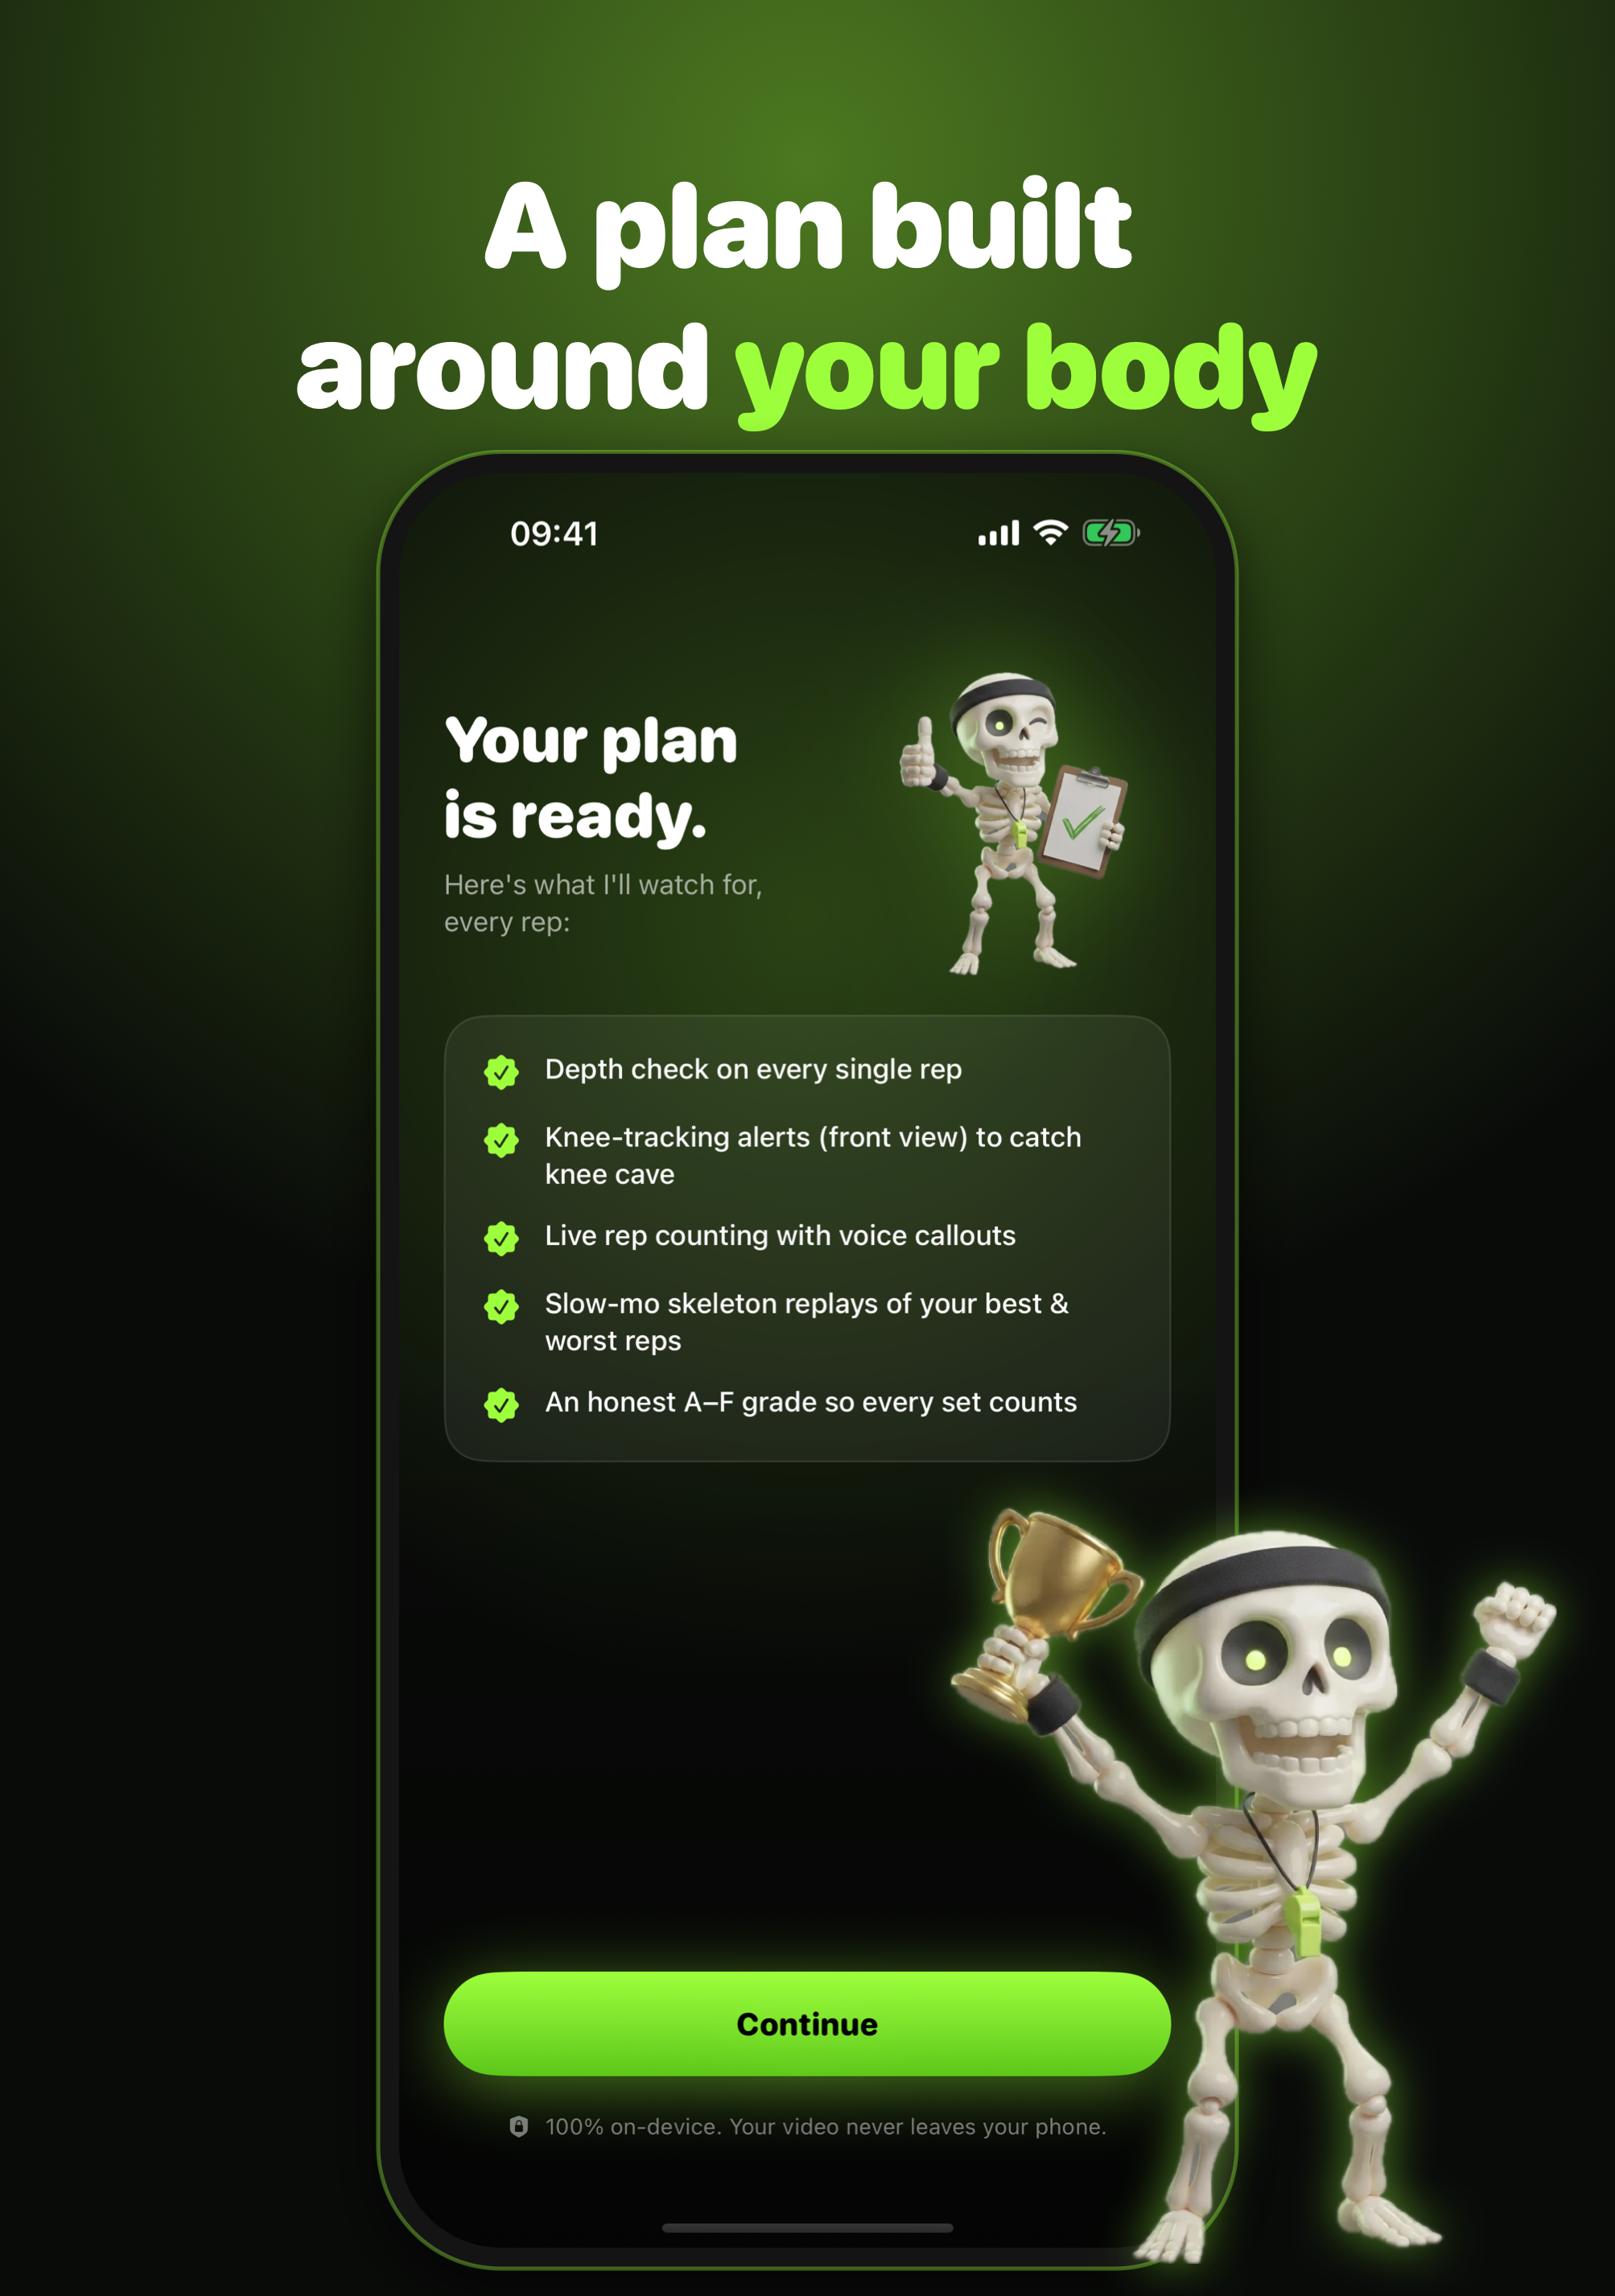 A plan built
around your body
09:41
Your plan
is ready.
Here's what I'll watch for,
every rep:
Depth check on every single rep
Knee-tracking alerts (front view) to catch
knee cave
Live rep counting with voice callouts
Slow-mo skeleton replays of your best &
worst reps
An honest A–F grade so every set counts
Continue
100% on-device. Your video never leaves your phone.